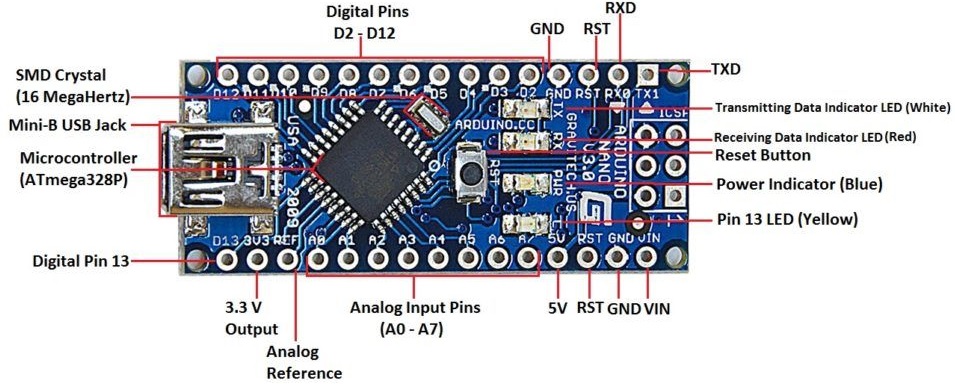 Digital Pins
D2 - D12
GND
RST
RXD
TXD
SMD Crystal
(16 MegaHertz)
Mini-B USB Jack
Microcontroller
(ATmega328P)
Digital Pin 13
3.3 V
Output
Analog
Reference
Analog Input Pins
(A0 - A7)
5V
RST
GND
VIN
Transmitting Data Indicator LED (White)
Receiving Data Indicator LED (Red)
Reset Button
Power Indicator (Blue)
Pin 13 LED (Yellow)
D12 D11 D10 D9 D8 D7 D6 D5 D4 D3 D2 GND RST RX0 TX1
ICSP
ARDUINO.CC
TX
RX
PWR
L
RST
GRAVITECH.US
ARDUINO
NANO
V3.0
USA
2009
G
1
D13 3V3 REF A0 A1 A2 A3 A4 A5 A6 A7 5V RST GND VIN